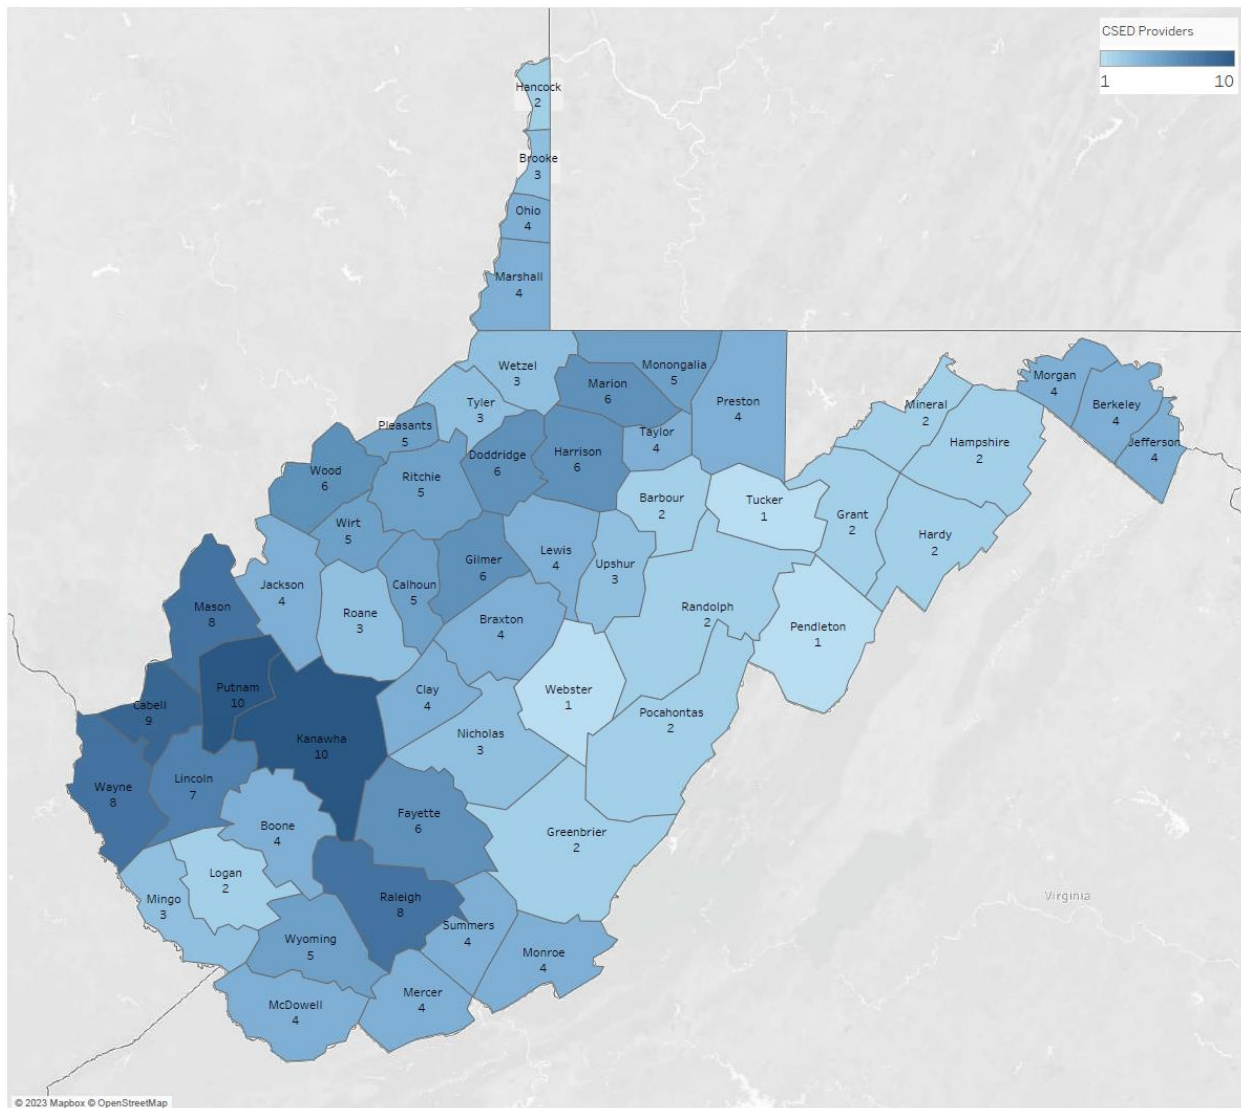 CSED Providers
1 10
Hancock
2
Brooke
3
Ohio
4
Marshall
4
Wetzel
3
Monongalia
5
Marion
6
Preston
4
Tyler
3
Pleasants
5
Taylor
4
Morgan
4
Berkeley
4
Jefferson
4
Mineral
2
Hampshire
2
Wood
6
Ritchie
5
Doddridge
6
Harrison
6
Barbour
2
Tucker
1
Grant
2
Hardy
2
Wirt
5
Calhoun
5
Gilmer
6
Lewis
4
Upshur
3
Jackson
4
Roane
3
Mason
8
Braxton
4
Randolph
2
Pendleton
1
Putnam
10
Cabell
9
Kanawha
10
Clay
4
Webster
1
Nicholas
3
Pocahontas
2
Wayne
8
Lincoln
7
Boone
4
Fayette
6
Greenbrier
2
Logan
2
Mingo
3
Raleigh
8
Summers
4
Wyoming
5
Monroe
4
McDowell
4
Mercer
4
Virginia
© 2023 Mapbox © OpenStreetMap